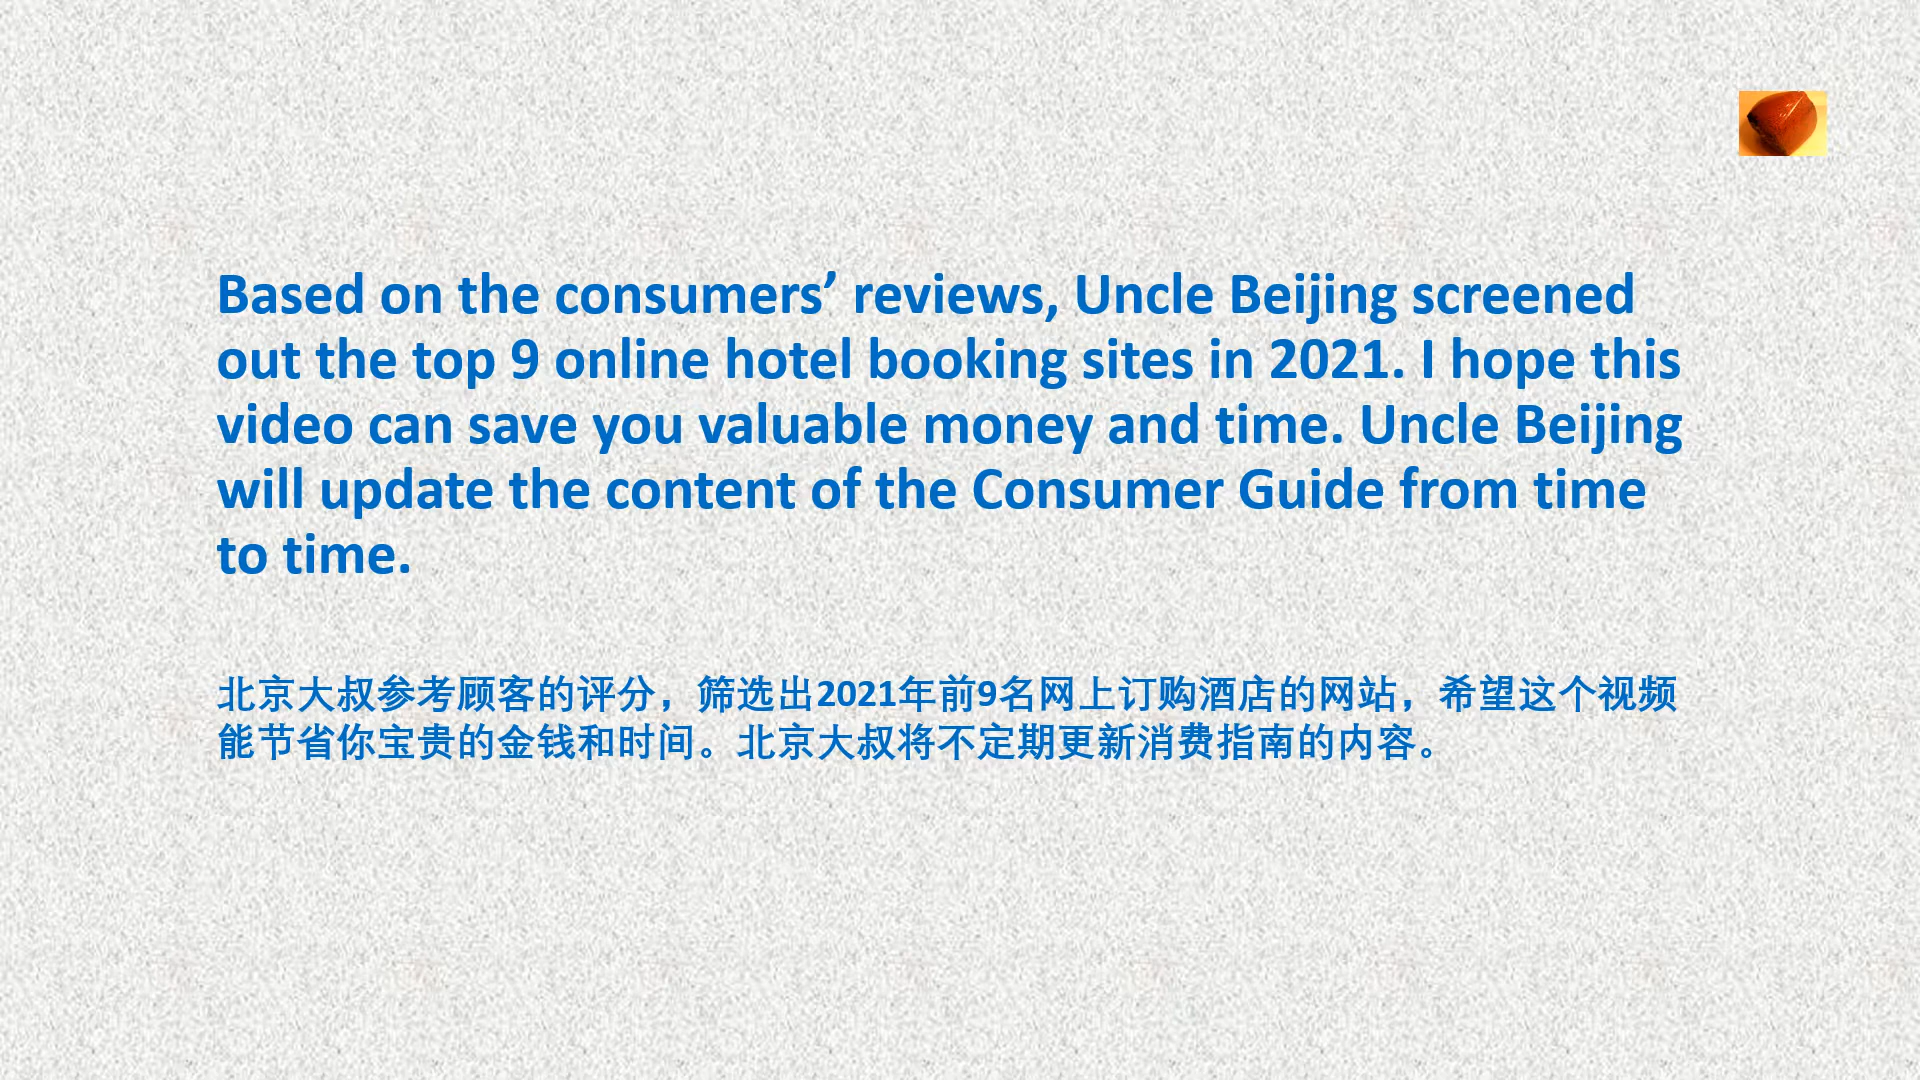 Based on the consumers’ reviews, Uncle Beijing screened
out the top 9 online hotel booking sites in 2021. I hope this
video can save you valuable money and time. Uncle Beijing
will update the content of the Consumer Guide from time
to time.
北京大叔参考顾客的评分，筛选出2021年前9名网上订购酒店的网站，希望这个视频
能节省你宝贵的金钱和时间。北京大叔将不定期更新消费指南的内容。